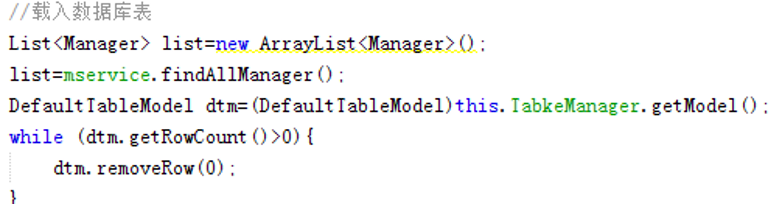 //载入数据库表
List<Manager> list=new ArrayList<Manager>();
list=mservice.findAllManager();
DefaultTableModel dtm=(DefaultTableModel)this.TabkeManager.getModel();
while (dtm.getRowCount()>0){
dtm.removeRow(0);
}